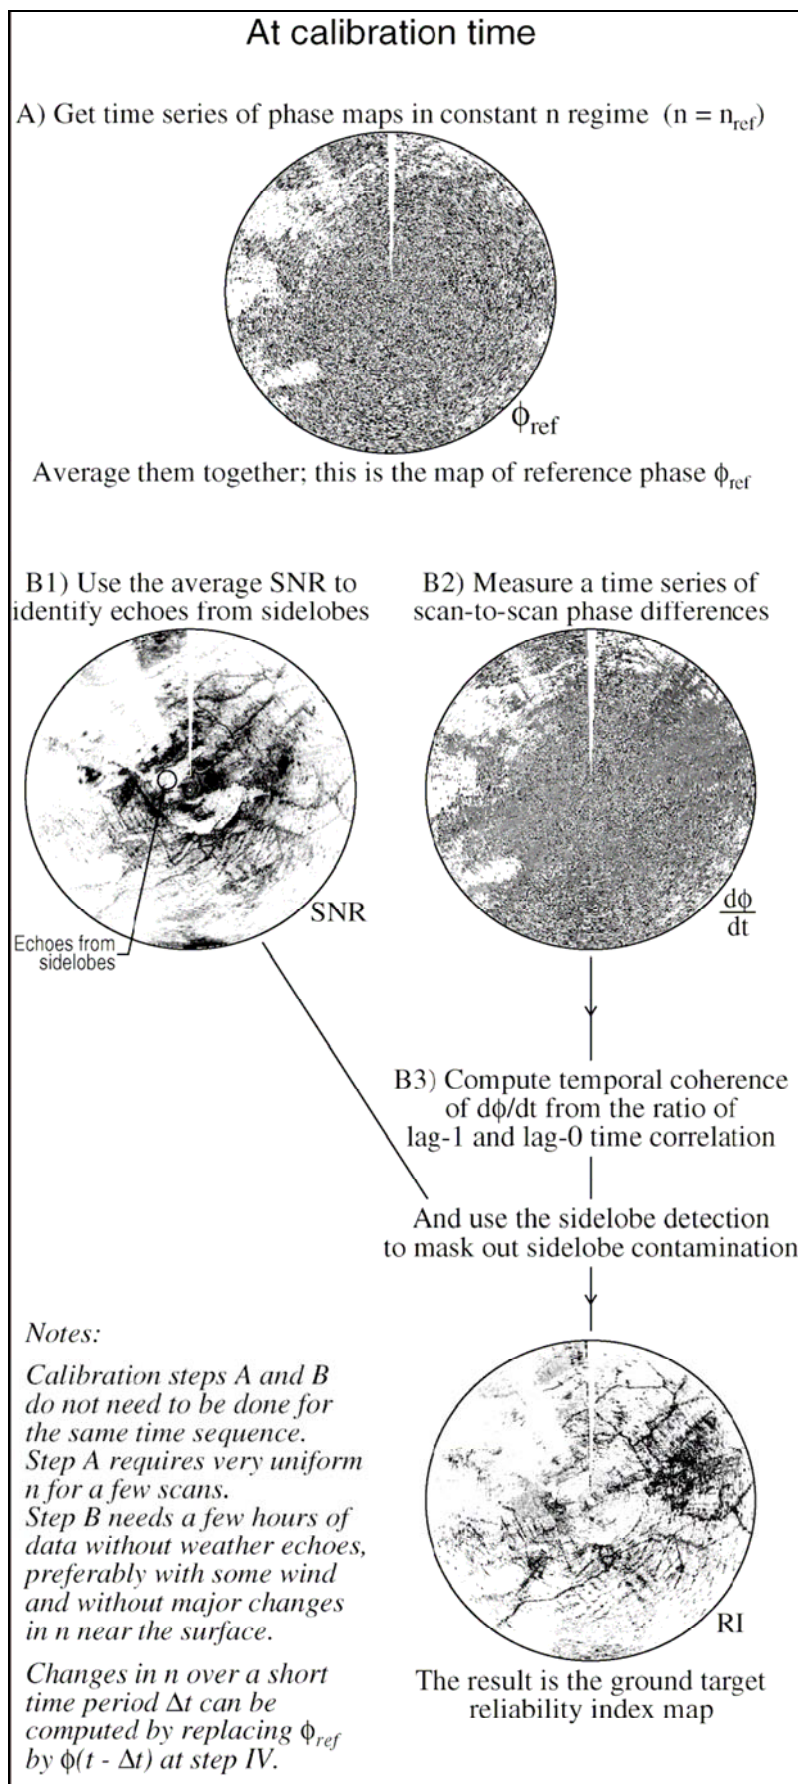 At calibration time
A) Get time series of phase maps in constant n regime (n = n_ref)
ϕ_ref
Average them together; this is the map of reference phase ϕ_ref
B1) Use the average SNR to
identify echoes from sidelobes
SNR
Echoes from
sidelobes
B2) Measure a time series of
scan-to-scan phase differences
dϕ
dt
B3) Compute temporal coherence
of dϕ/dt from the ratio of
lag-1 and lag-0 time correlation
And use the sidelobe detection
to mask out sidelobe contamination
RI
The result is the ground target
reliability index map
Notes:
Calibration steps A and B
do not need to be done for
the same time sequence.
Step A requires very uniform
n for a few scans.
Step B needs a few hours of
data without weather echoes,
preferably with some wind
and without major changes
in n near the surface.
Changes in n over a short
time period Δt can be
computed by replacing ϕ_ref
by ϕ(t - Δt) at step IV.